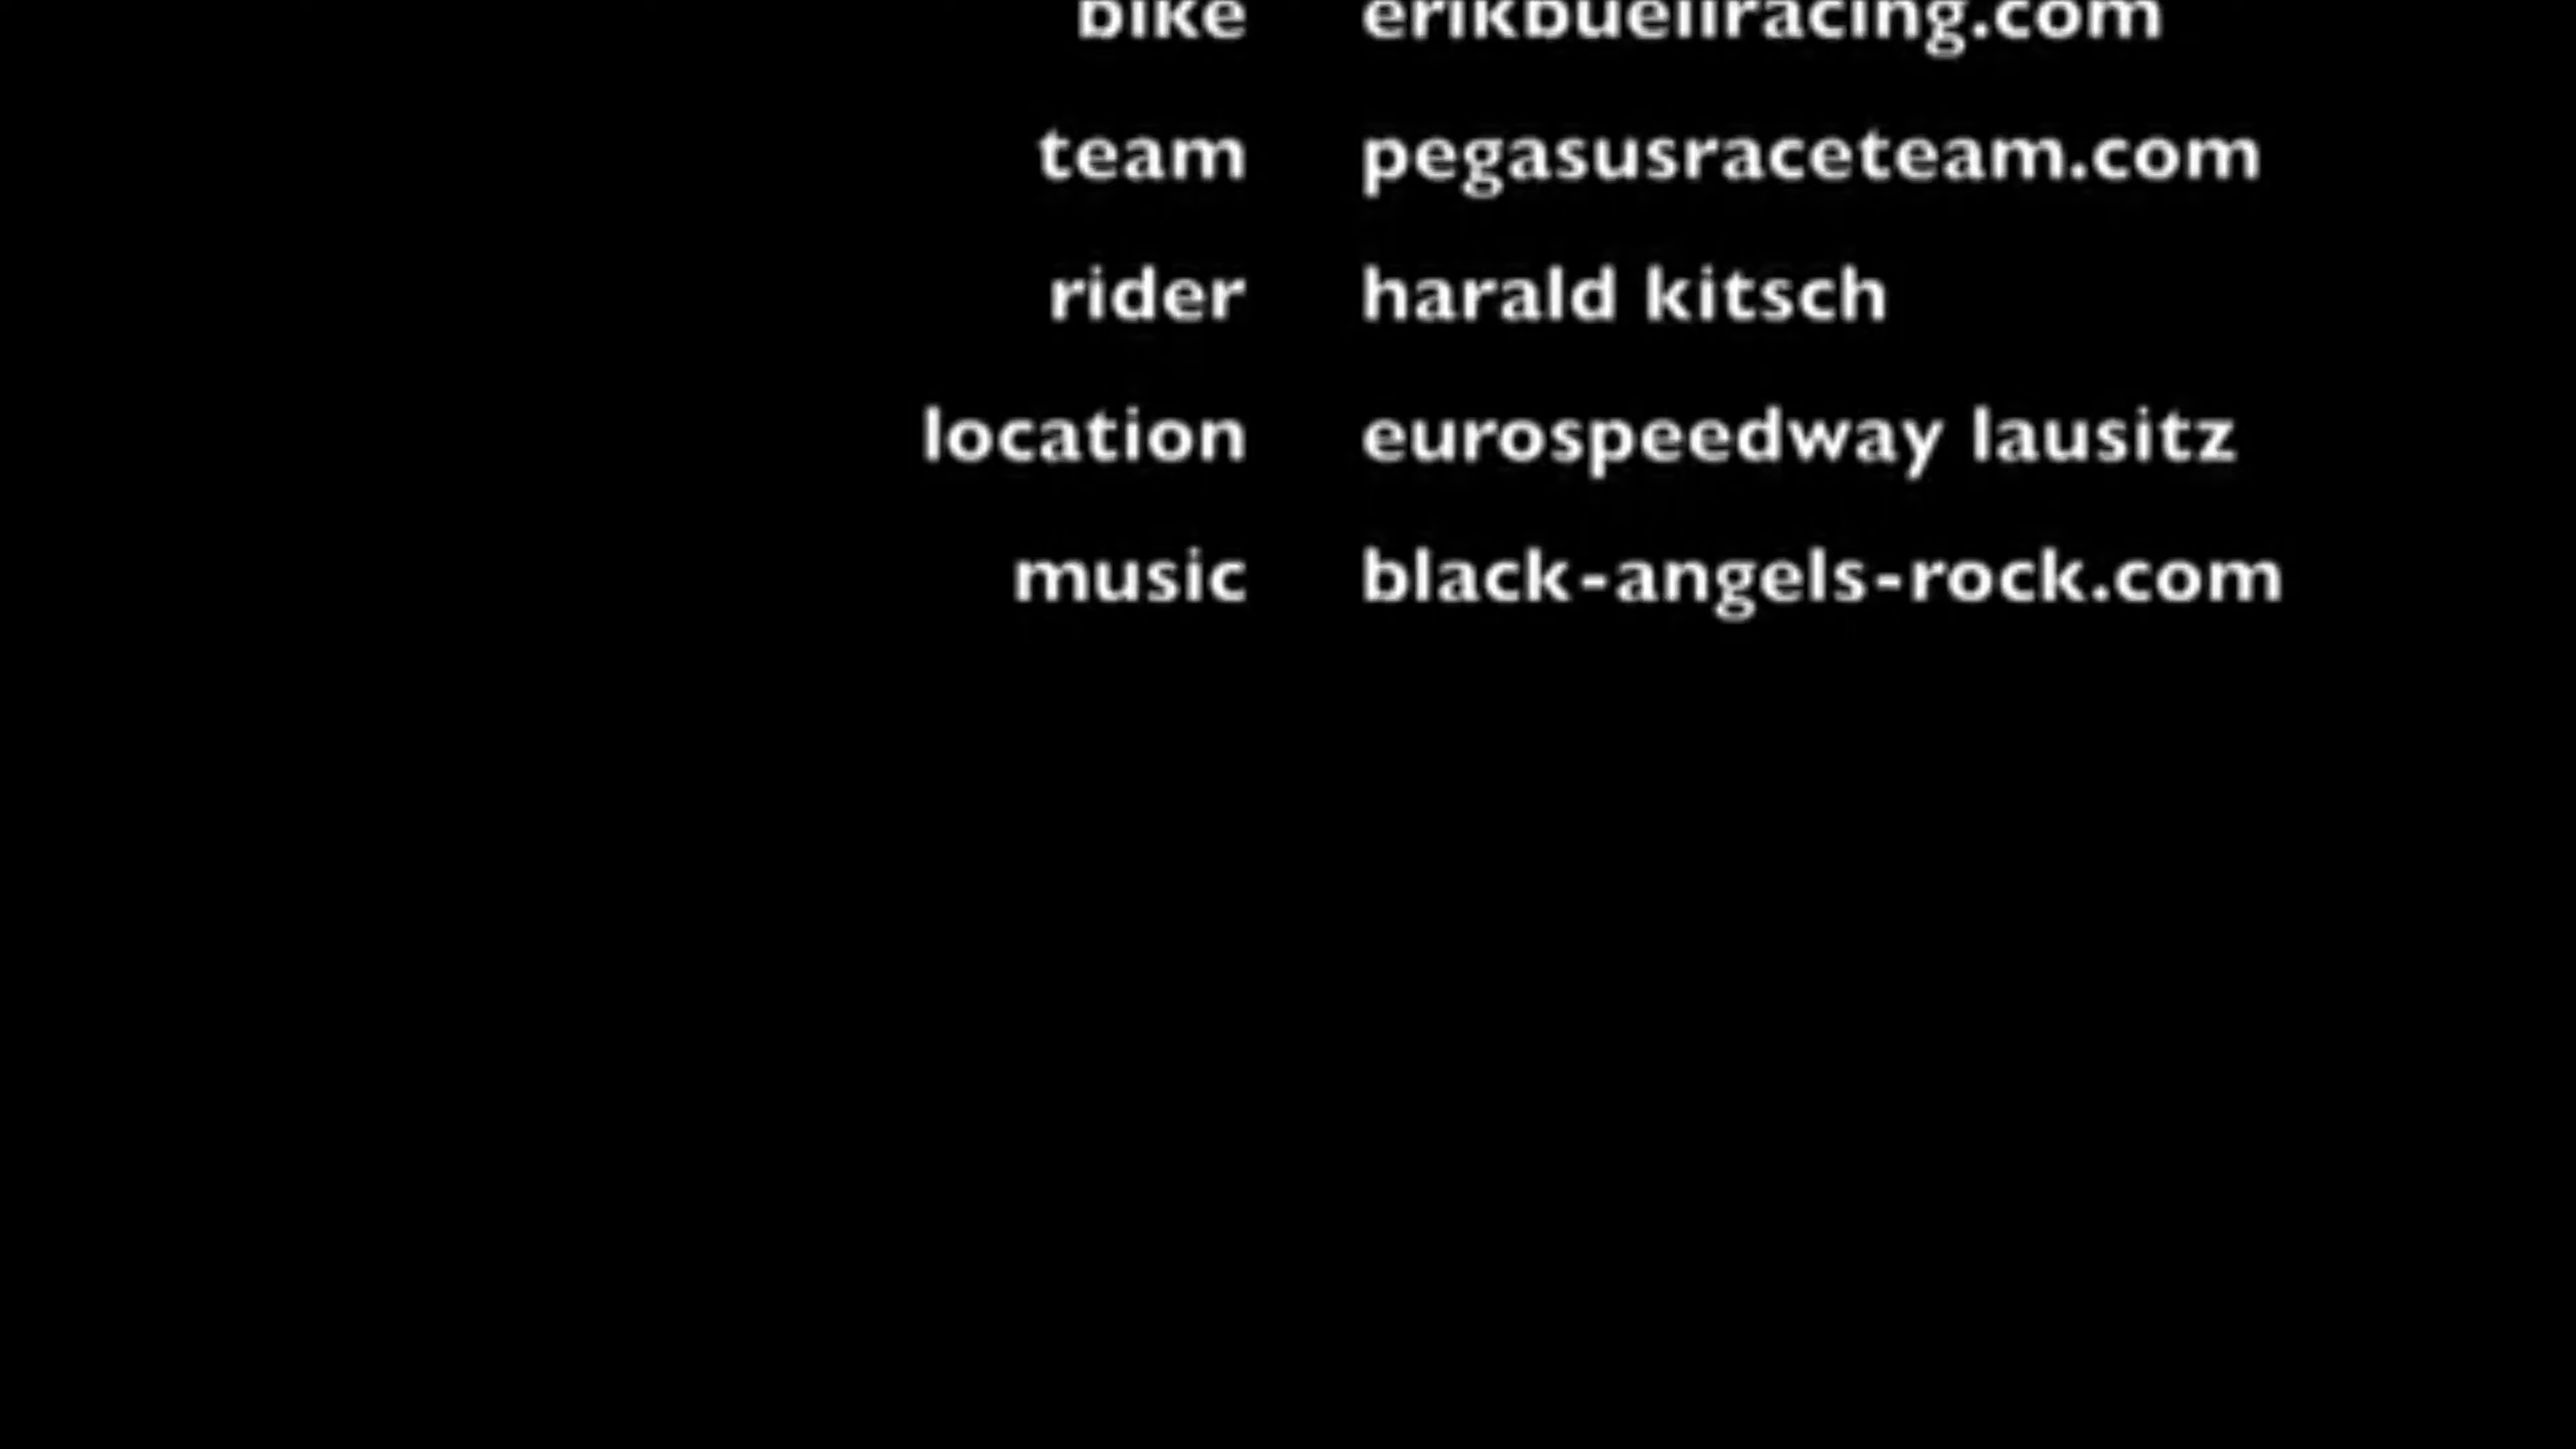 bike erikbuellracing.com
team pegasusraceteam.com
rider harald kitsch
location eurospeedway lausitz
music black-angels-rock.com